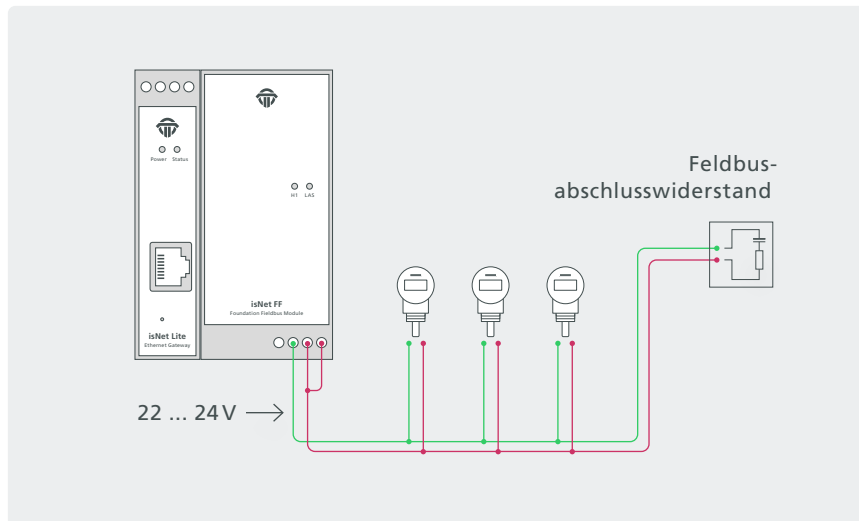 Power Status
H1 LAS
isNet FF
Foundation Fieldbus Module
isNet Lite
Ethernet Gateway
22 ... 24 V
Feldbus-
abschlusswiderstand